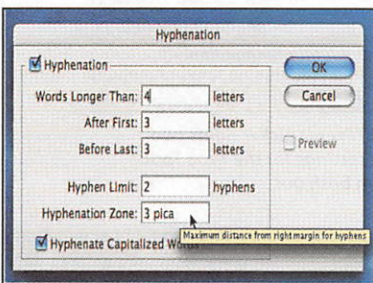 Hyphenation
Hyphenation
OK
Words Longer Than: 4 letters
Cancel
After First: 3 letters
Before Last: 3 letters
Preview
Hyphen Limit: 2 hyphens
Hyphenation Zone: 3 pica
Maximum distance from right margin for hyphens
Hyphenate Capitalized Words